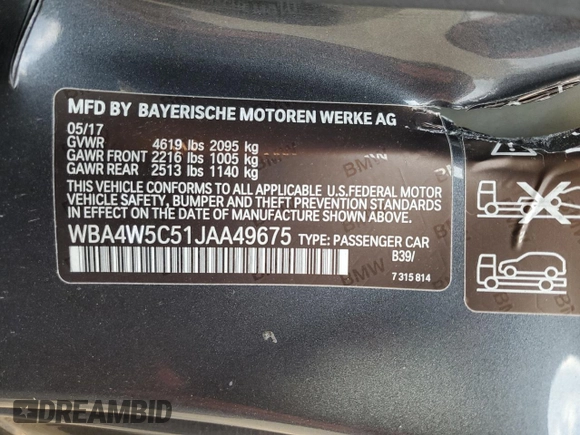 MFD BY BAYERISCHE MOTOREN WERKE AG
05/17
GVWR 4619 lbs 2095 kg
GAWR FRONT 2216 lbs 1005 kg
GAWR REAR 2513 lbs 1140 kg
THIS VEHICLE CONFORMS TO ALL APPLICABLE U.S.FEDERAL MOTOR
VEHICLE SAFETY, BUMPER AND THEFT PREVENTION STANDARDS
IN EFFECT ON THE DATE OF MANUFACTURE SHOWN ABOVE.
WBA4W5C51JAA49675 TYPE: PASSENGER CAR
B39/
7 315 814
BMW
DREAMBID